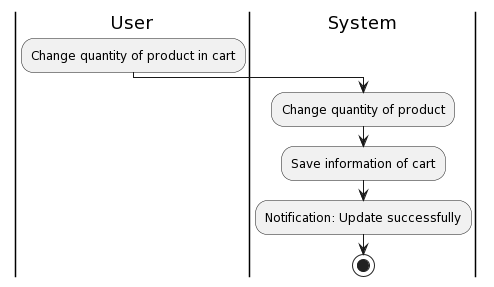 User
System
Change quantity of product in cart
Change quantity of product
Save information of cart
Notification: Update successfully